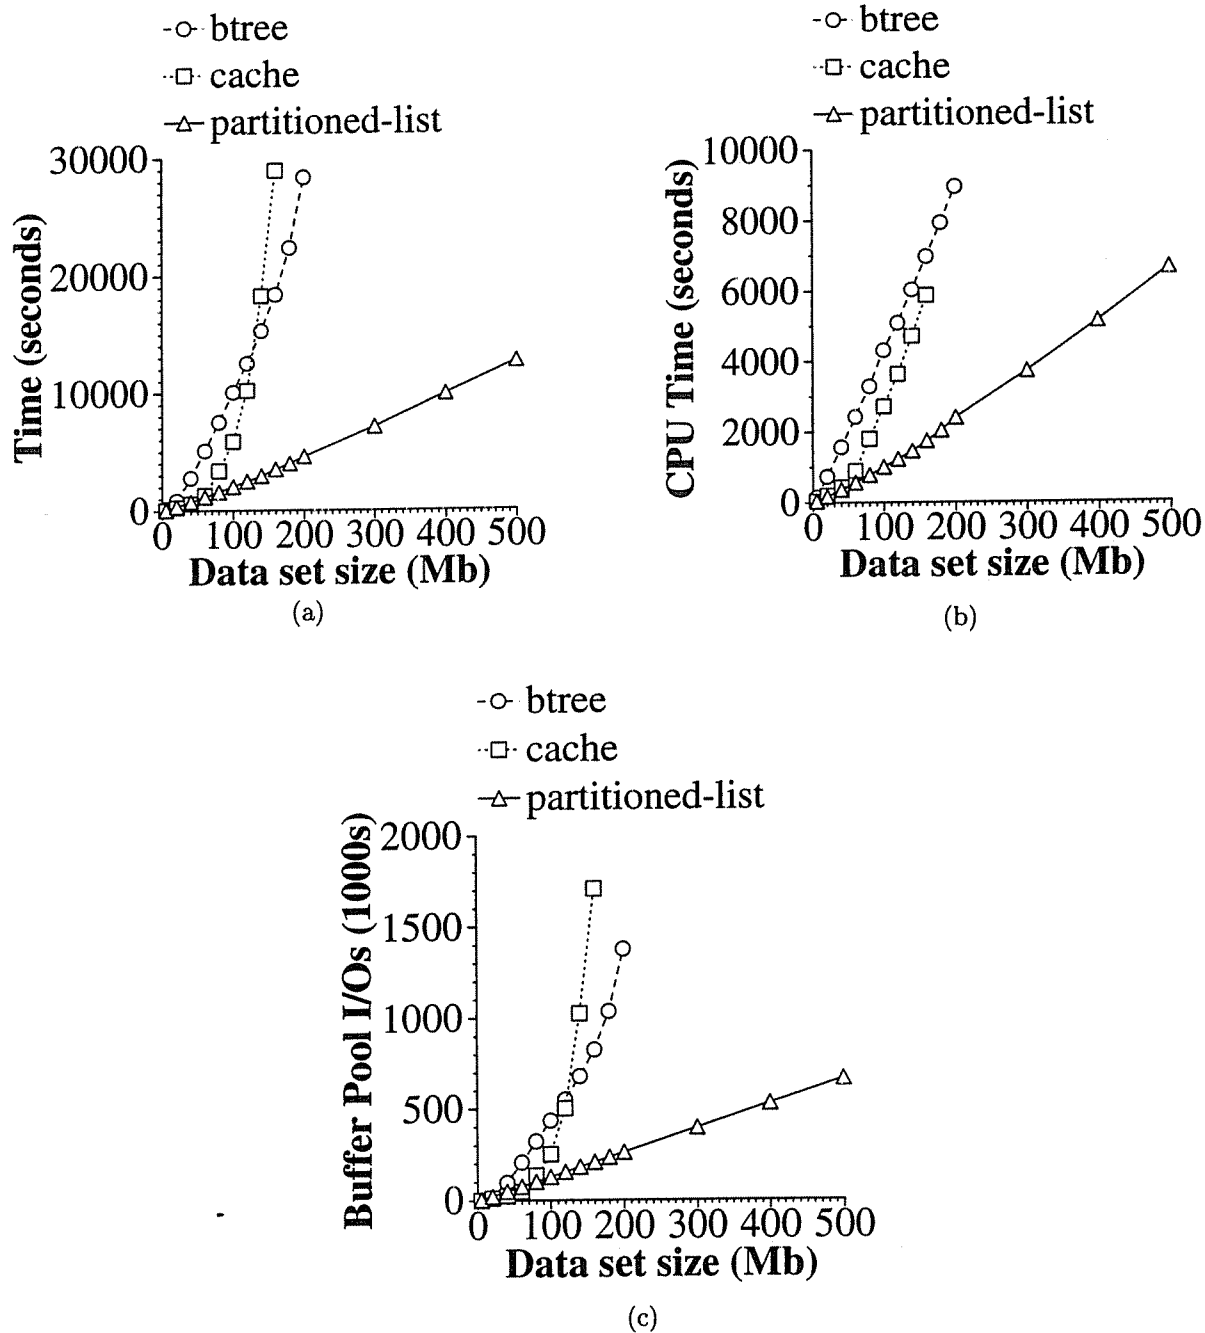 btree
cache
partitioned-list
30000
20000
10000
0
Time (seconds)
0 100 200 300 400 500
Data set size (Mb)
(a)
btree
cache
partitioned-list
10000
8000
6000
4000
2000
0
CPU Time (seconds)
0 100 200 300 400 500
Data set size (Mb)
(b)
btree
cache
partitioned-list
2000
1500
1000
500
0
Buffer Pool I/Os (1000s)
0 100 200 300 400 500
Data set size (Mb)
(c)